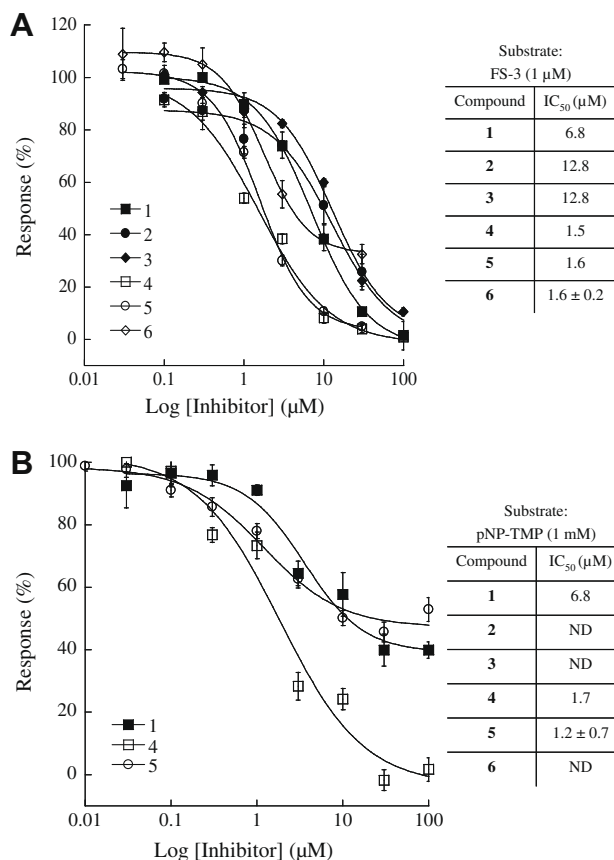 A
120
100
80
60
40
20
0
Response (%)
1
2
3
4
5
6
0.01 0.1 1 10 100
Log [Inhibitor] (µM)
Substrate:
FS-3 (1 µM)
Compound IC50 (µM)
1 6.8
2 12.8
3 12.8
4 1.5
5 1.6
6 1.6 ± 0.2
B
100
80
60
40
20
0
Response (%)
1
4
5
0.01 0.1 1 10 100
Log [Inhibitor] (µM)
Substrate:
pNP-TMP (1 mM)
Compound IC50 (µM)
1 6.8
2 ND
3 ND
4 1.7
5 1.2 ± 0.7
6 ND